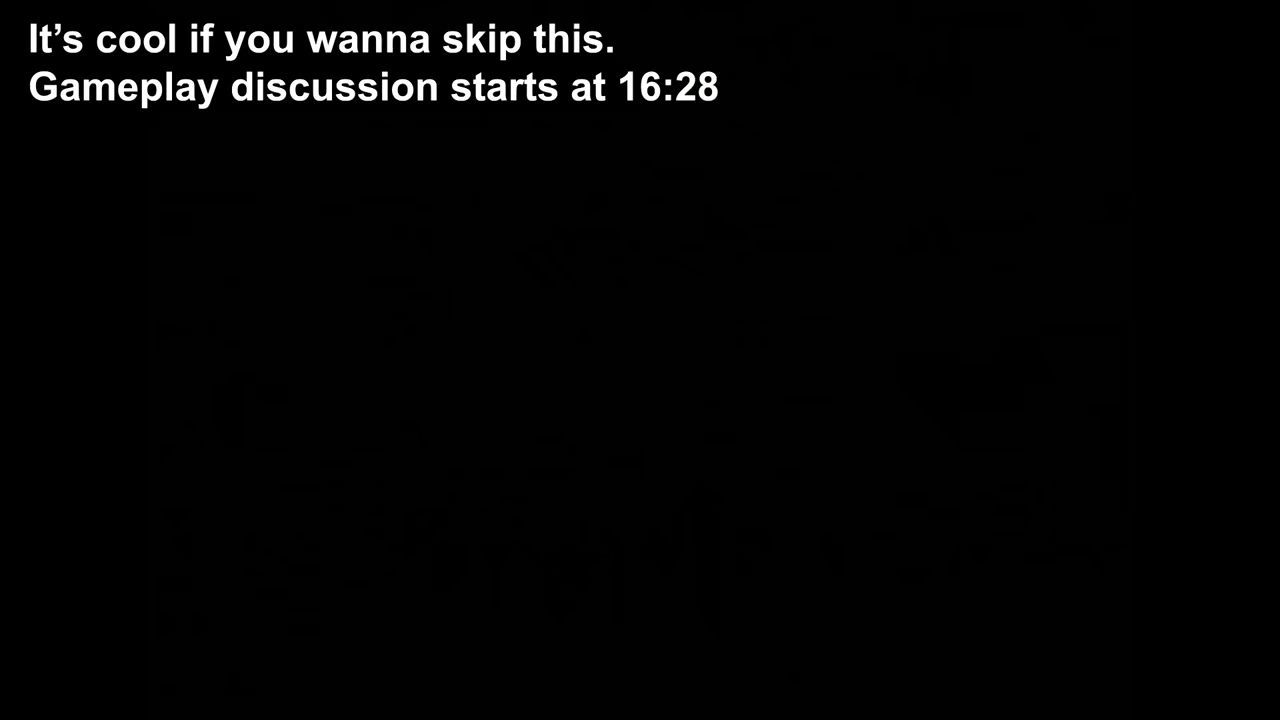 It’s cool if you wanna skip this.
Gameplay discussion starts at 16:28